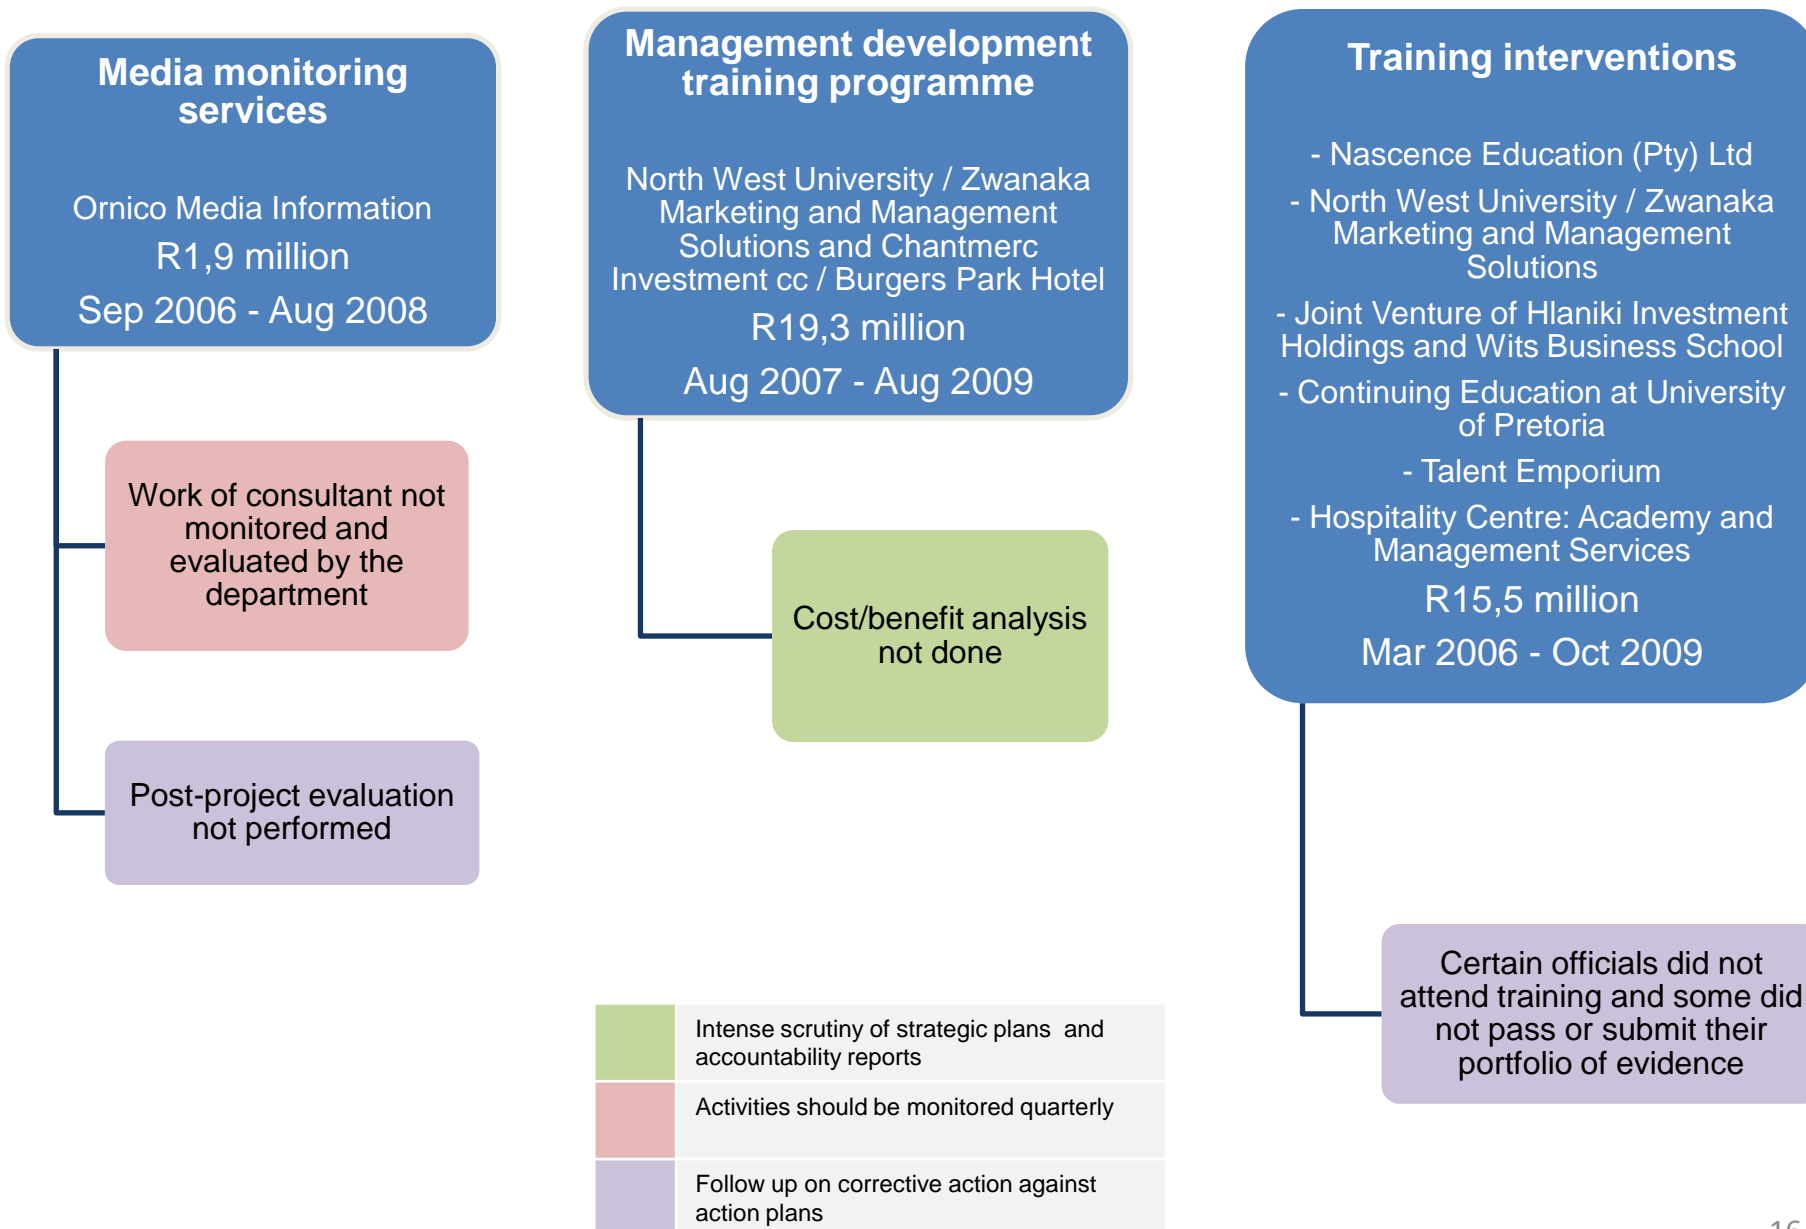 Media monitoring
services
Ornico Media Information
R1,9 million
Sep 2006 - Aug 2008
Work of consultant not
monitored and
evaluated by the
department
Post-project evaluation
not performed
Management development
training programme
North West University / Zwanaka
Marketing and Management
Solutions and Chantmerc
Investment cc / Burgers Park Hotel
R19,3 million
Aug 2007 - Aug 2009
Cost/benefit analysis
not done
Training interventions
- Nascence Education (Pty) Ltd
- North West University / Zwanaka
Marketing and Management
Solutions
- Joint Venture of Hlaniki Investment
Holdings and Wits Business School
- Continuing Education at University
of Pretoria
- Talent Emporium
- Hospitality Centre: Academy and
Management Services
R15,5 million
Mar 2006 - Oct 2009
Certain officials did not
attend training and some did
not pass or submit their
portfolio of evidence
Intense scrutiny of strategic plans and
accountability reports
Activities should be monitored quarterly
Follow up on corrective action against
action plans
16